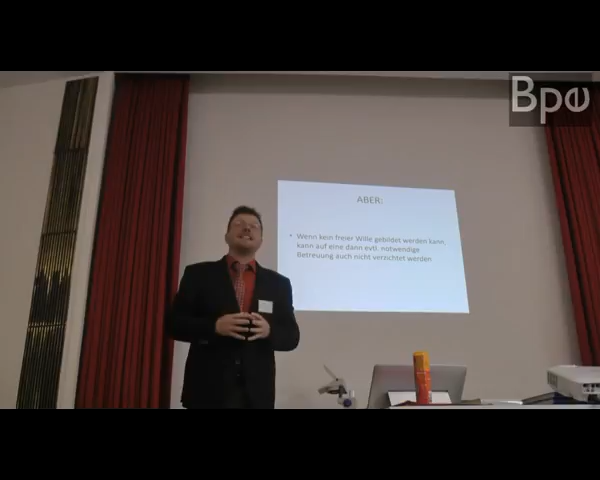 Bpe
ABER:
• Wenn kein freier Wille gebildet werden kann,
kann auf eine dann evtl. notwendige
Betreuung auch nicht verzichtet werden